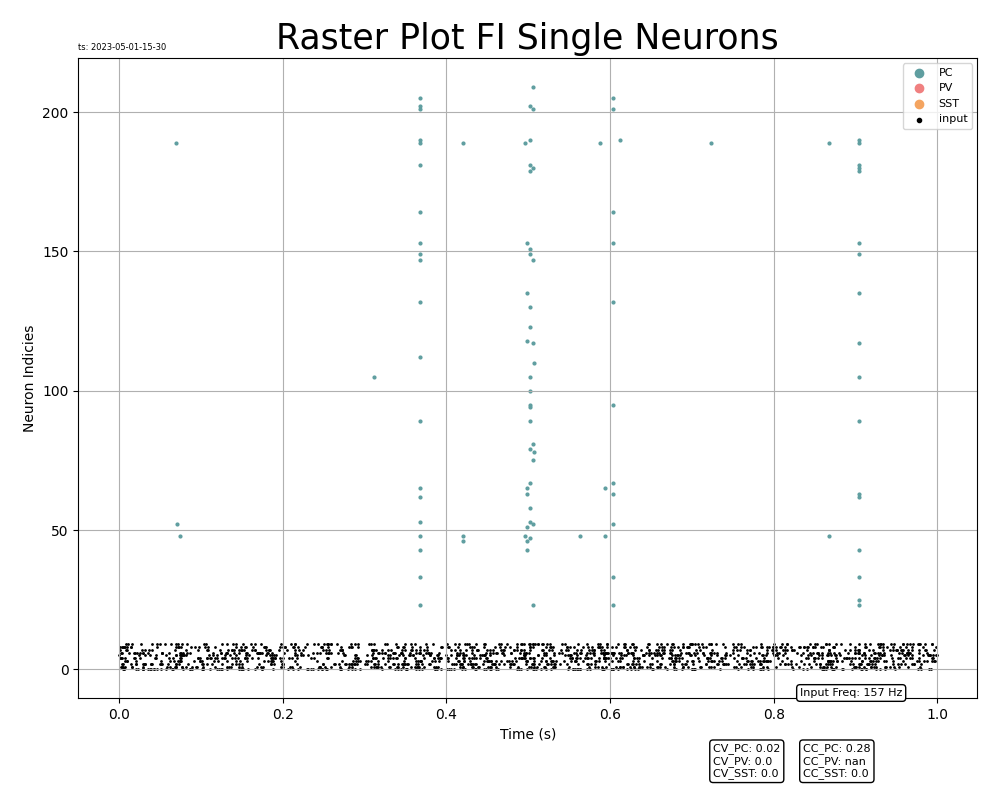 Raster Plot FI Single Neurons
ts: 2023-05-01-15-30
PC
PV
SST
input
200
150
100
50
0
Neuron Indicies
0.0 0.2 0.4 0.6 0.8 1.0
Time (s)
Input Freq: 157 Hz
CV_PC: 0.02
CV_PV: 0.0
CV_SST: 0.0
CC_PC: 0.28
CC_PV: nan
CC_SST: 0.0